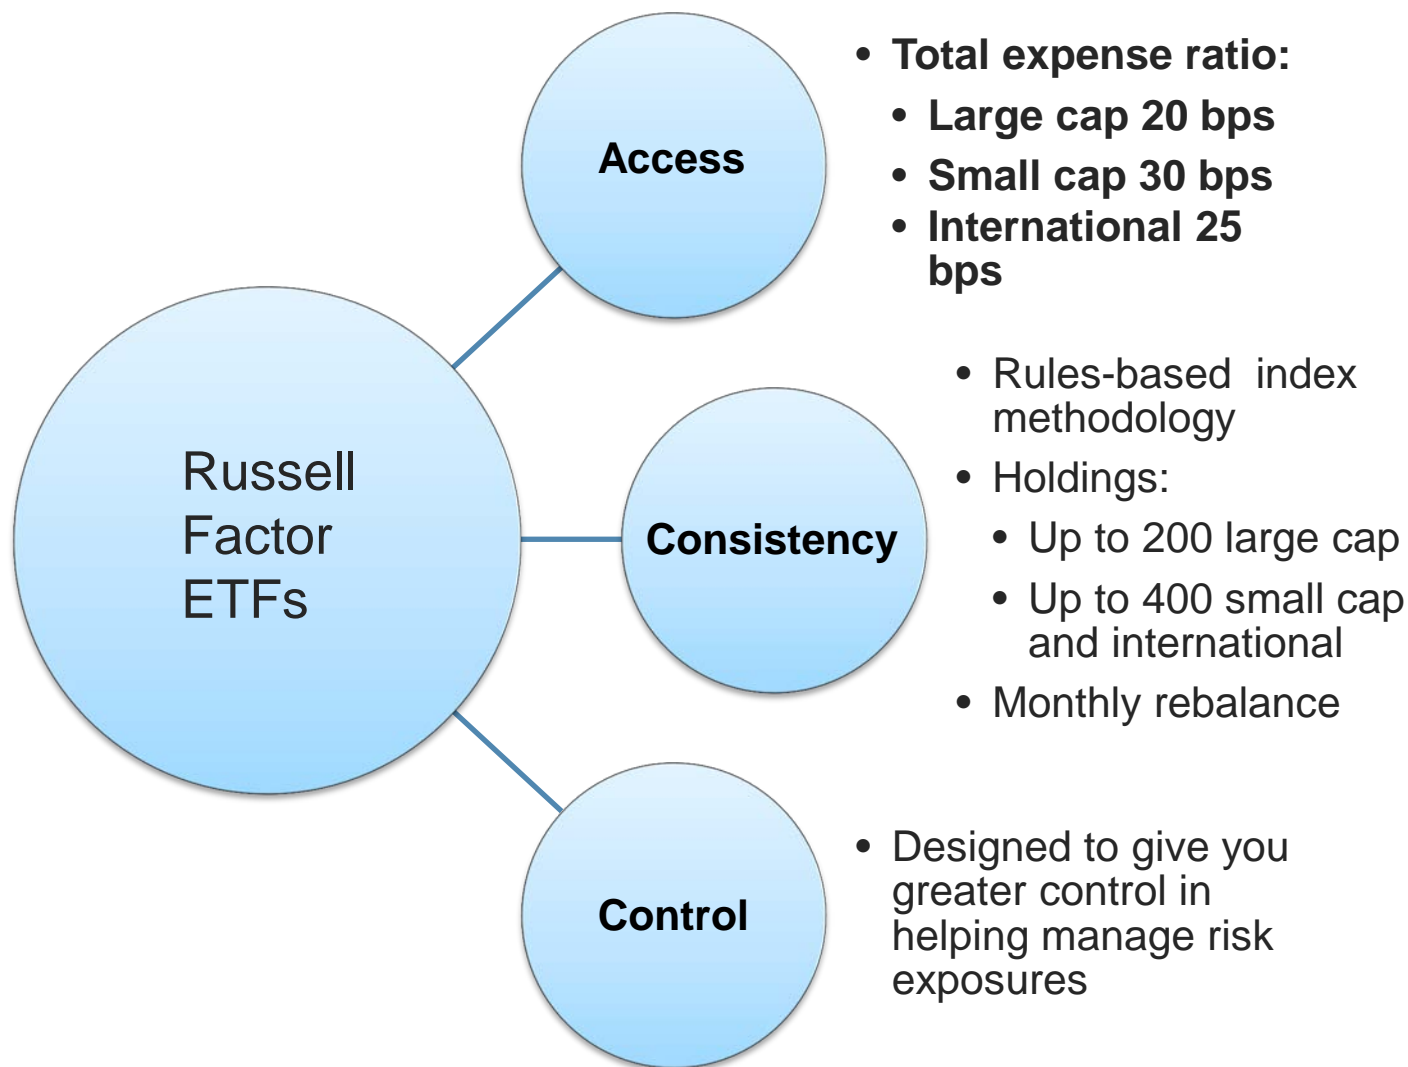 Russell
Factor
ETFs
Access
• Total expense ratio:
• Large cap 20 bps
• Small cap 30 bps
• International 25
bps
Consistency
• Rules-based index
methodology
• Holdings:
• Up to 200 large cap
• Up to 400 small cap
and international
• Monthly rebalance
Control
• Designed to give you
greater control in
helping manage risk
exposures